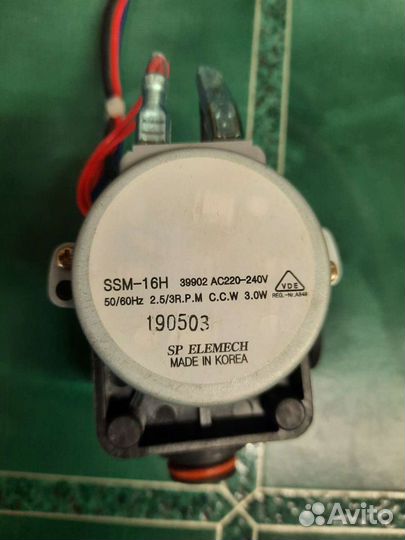 SSM-16H 39902 AC220-240V
50/60Hz 2.5/3R.P.M C.C.W 3.0W
VDE
REG.-Nr.A948
190503
SP ELEMECH
MADE IN KOREA
Avito